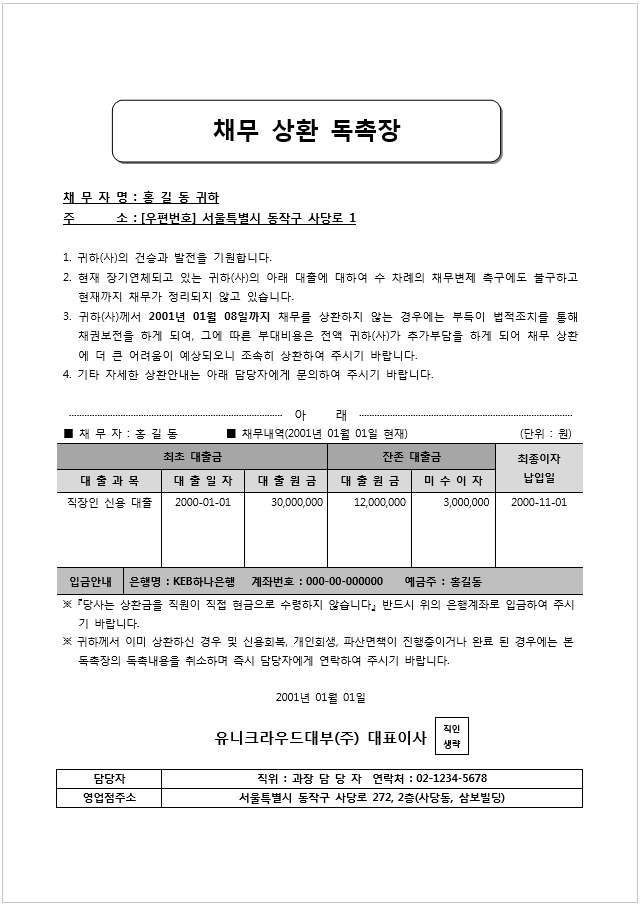 채무 상환 독촉장
채 무 자 명 : 홍 길 동 귀하
주 소 : [우편번호] 서울특별시 동작구 사당로 1
1. 귀하(사)의 건승과 발전을 기원합니다.
2. 현재 장기연체되고 있는 귀하(사)의 아래 대출에 대하여 수 차례의 채무변제 촉구에도 불구하고
현재까지 채무가 정리되지 않고 있습니다.
3. 귀하(사)께서 2001년 01월 08일까지 채무를 상환하지 않는 경우에는 부득이 법적조치를 통해
채권보전을 하게 되여, 그에 따른 부대비용은 전액 귀하(사)가 추가부담을 하게 되어 채무 상환
에 더 큰 어려움이 예상되오니 조속히 상환하여 주시기 바랍니다.
4. 기타 자세한 상환안내는 아래 담당자에게 문의하여 주시기 바랍니다.
아 래
■ 채 무 자 : 홍 길 동 ■ 채무내역(2001년 01월 01일 현재) (단위 : 원)
최초 대출금 잔존 대출금 최종이자
납입일
대 출 과 목 대 출 일 자 대 출 원 금 대 출 원 금 미 수 이 자
직장인 신용 대출 2000-01-01 30,000,000 12,000,000 3,000,000 2000-11-01
입금안내 은행명 : KEB하나은행 계좌번호 : 000-00-000000 예금주 : 홍길동
※ 『당사는 상환금을 직원이 직접 현금으로 수령하지 않습니다』 반드시 위의 은행계좌로 입금하여 주시
기 바랍니다.
※ 귀하께서 이미 상환하신 경우 및 신용회복, 개인회생, 파산면책이 진행중이거나 완료 된 경우에는 본
독촉장의 독촉내용을 취소하며 즉시 담당자에게 연락하여 주시기 바랍니다.
2001년 01월 01일
유니크라우드대부(주) 대표이사 직인
생략
담당자 직위 : 과장 담 당 자 연락처 : 02-1234-5678
영업점주소 서울특별시 동작구 사당로 272, 2층(사당동, 삼보빌딩)